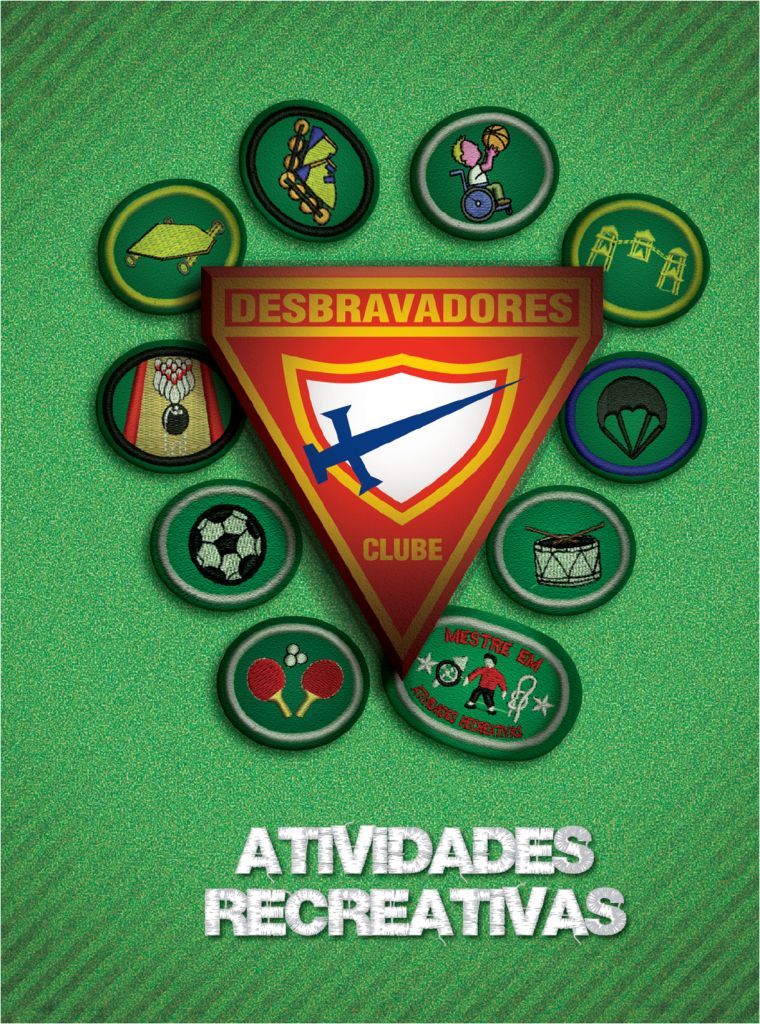 DESBRAVADORES
CLUBE
MESTRE EM
ATIVIDADES RECREATIVAS
ATIVIDADES
RECREATIVAS